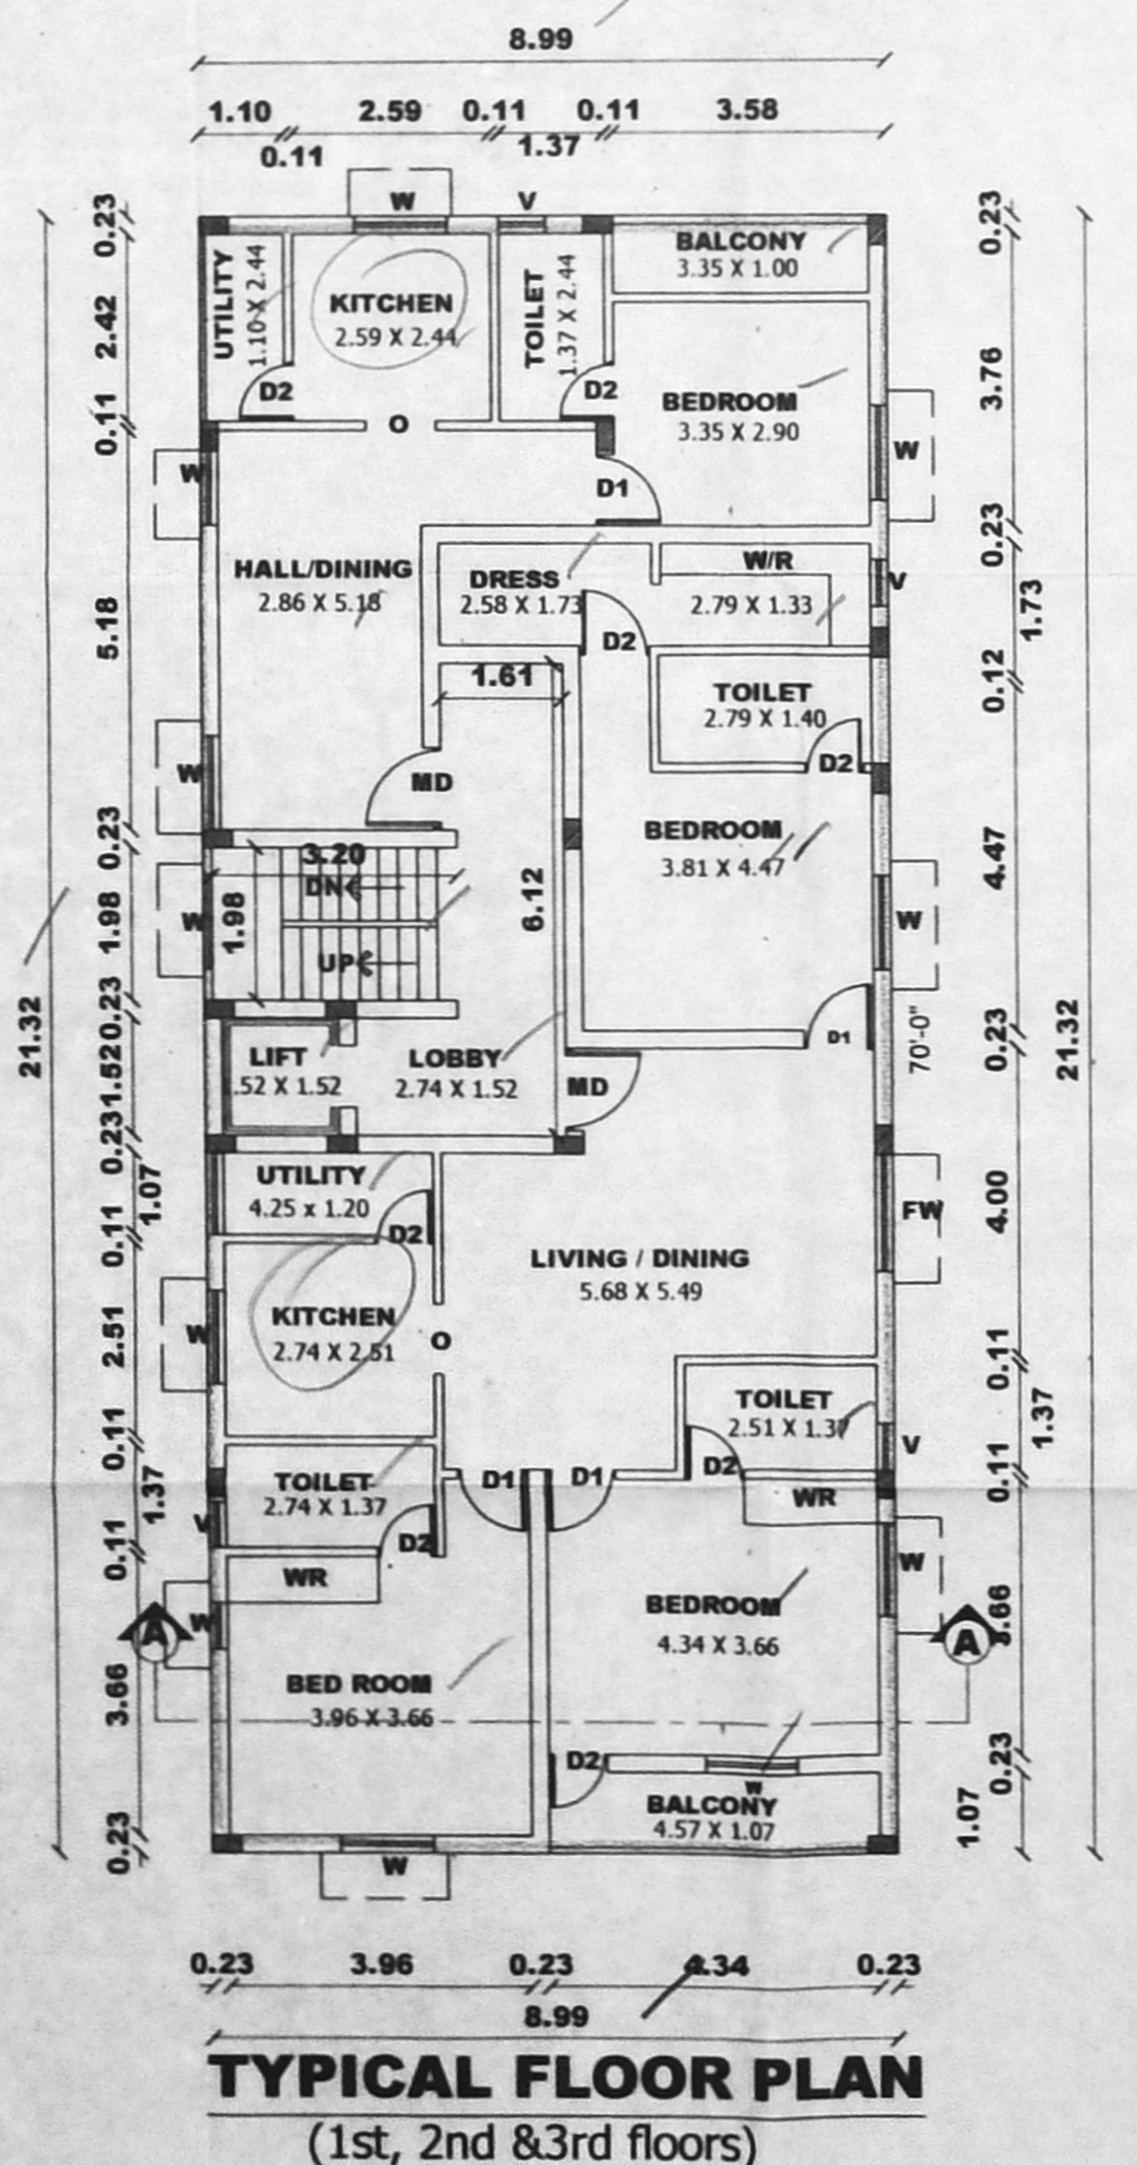 8.99
1.10 2.59 0.11 0.11 3.58
0.11 1.37
W V
0.23 0.23
UTILITY
1.10 X 2.44
KITCHEN
2.59 X 2.44
TOILET
1.37 X 2.44
BALCONY
3.35 X 1.00
2.42
D2 D2
BEDROOM
3.35 X 2.90
3.76
0.11
O
W
W
D1
HALL/DINING
2.86 X 5.18
DRESS
2.58 X 1.73
W/R
2.79 X 1.33
V
0.23
1.73
5.18
D2
1.61
TOILET
2.79 X 1.40
0.12
W
MD
D2
0.23
3.20
DN
BEDROOM
3.81 X 4.47
4.47
W
1.98
1.98
6.12
W
UP
0.23
D1
70'-0"
0.23
21.32
21.32
LIFT
.52 X 1.52
LOBBY
2.74 X 1.52
MD
1.52
0.23
1.07
UTILITY
4.25 x 1.20
D2
FW
4.00
0.11
LIVING / DINING
5.68 X 5.49
KITCHEN
2.74 X 2.51
W
O
2.51
0.11
TOILET
2.51 X 1.37
1.37
V
0.11
D2
0.11
1.37
TOILET
2.74 X 1.37
D1 D1
WR
V
D2
0.11
WR
W
W
A
BEDROOM
4.34 X 3.66
3.66
A
3.66
BED ROOM
3.96 X 3.66
D2
W
0.23
BALCONY
4.57 X 1.07
1.07
0.23
W
0.23 3.96 0.23 4.34 0.23
8.99
TYPICAL FLOOR PLAN
(1st, 2nd &3rd floors)